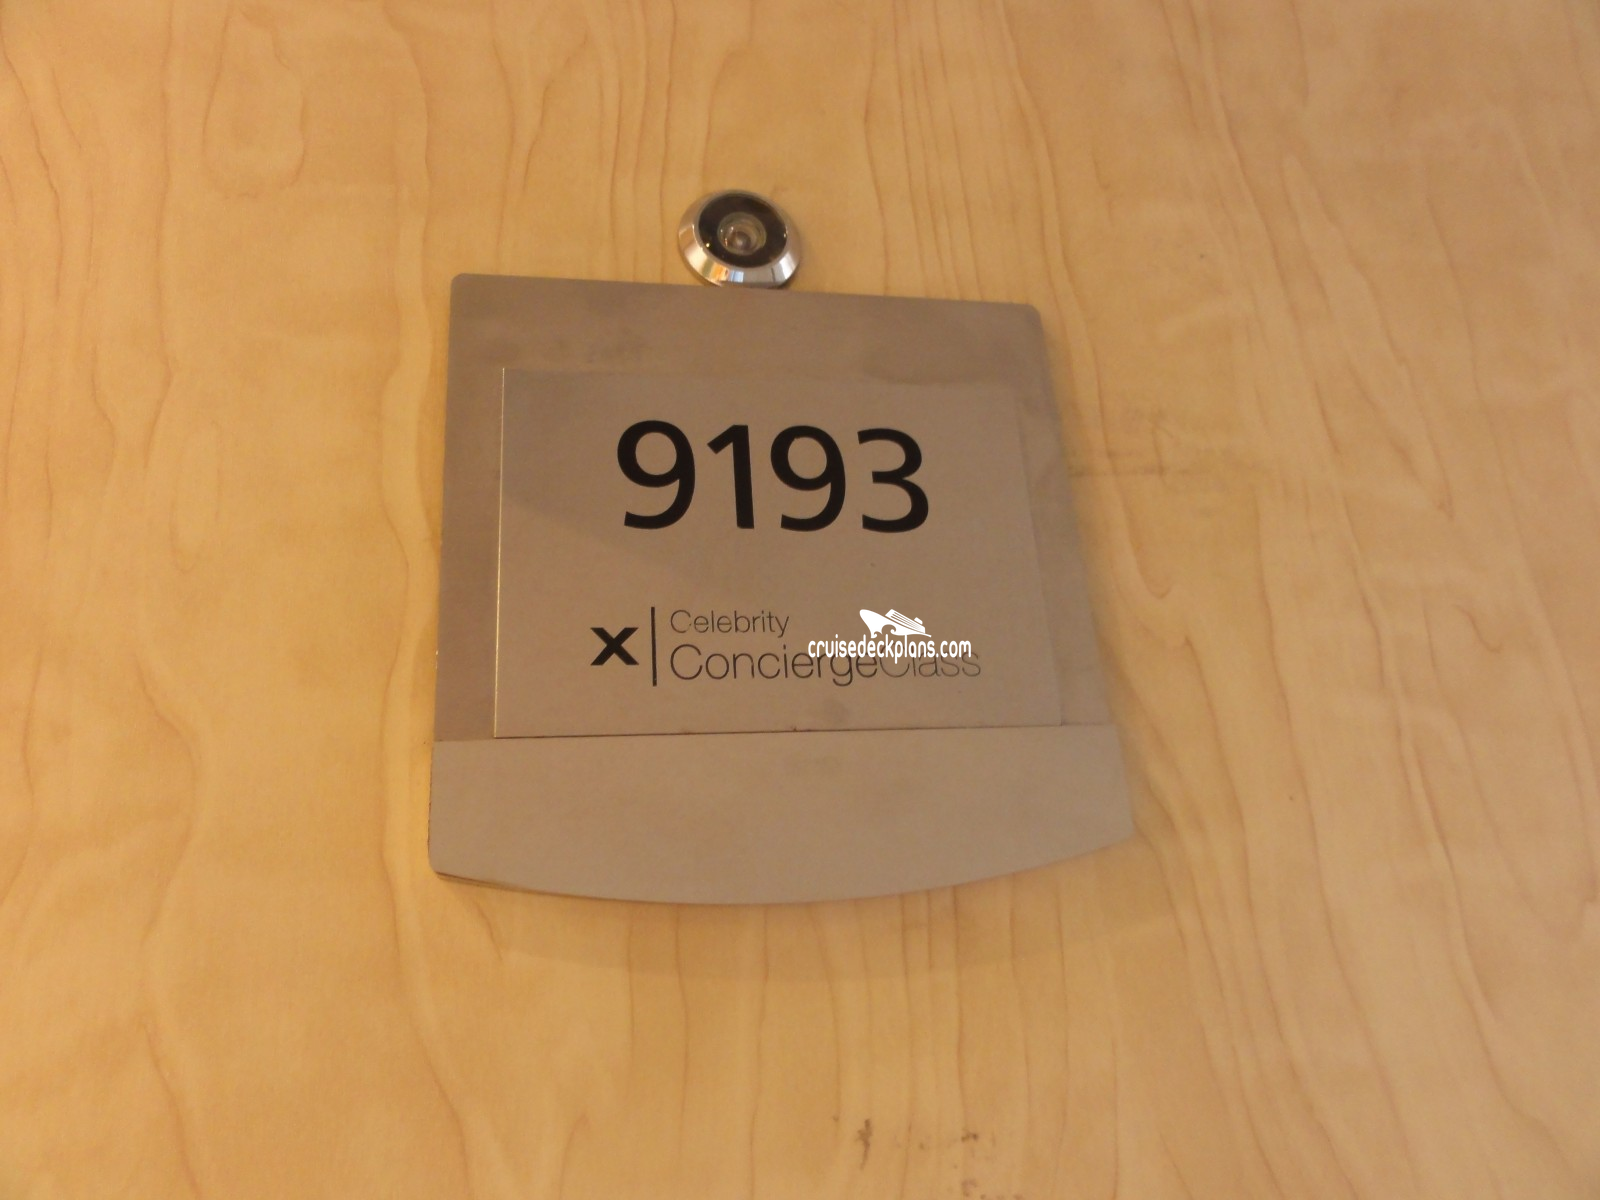 9193
X Celebrity
ConciergeClass
cruisedeckplans.com